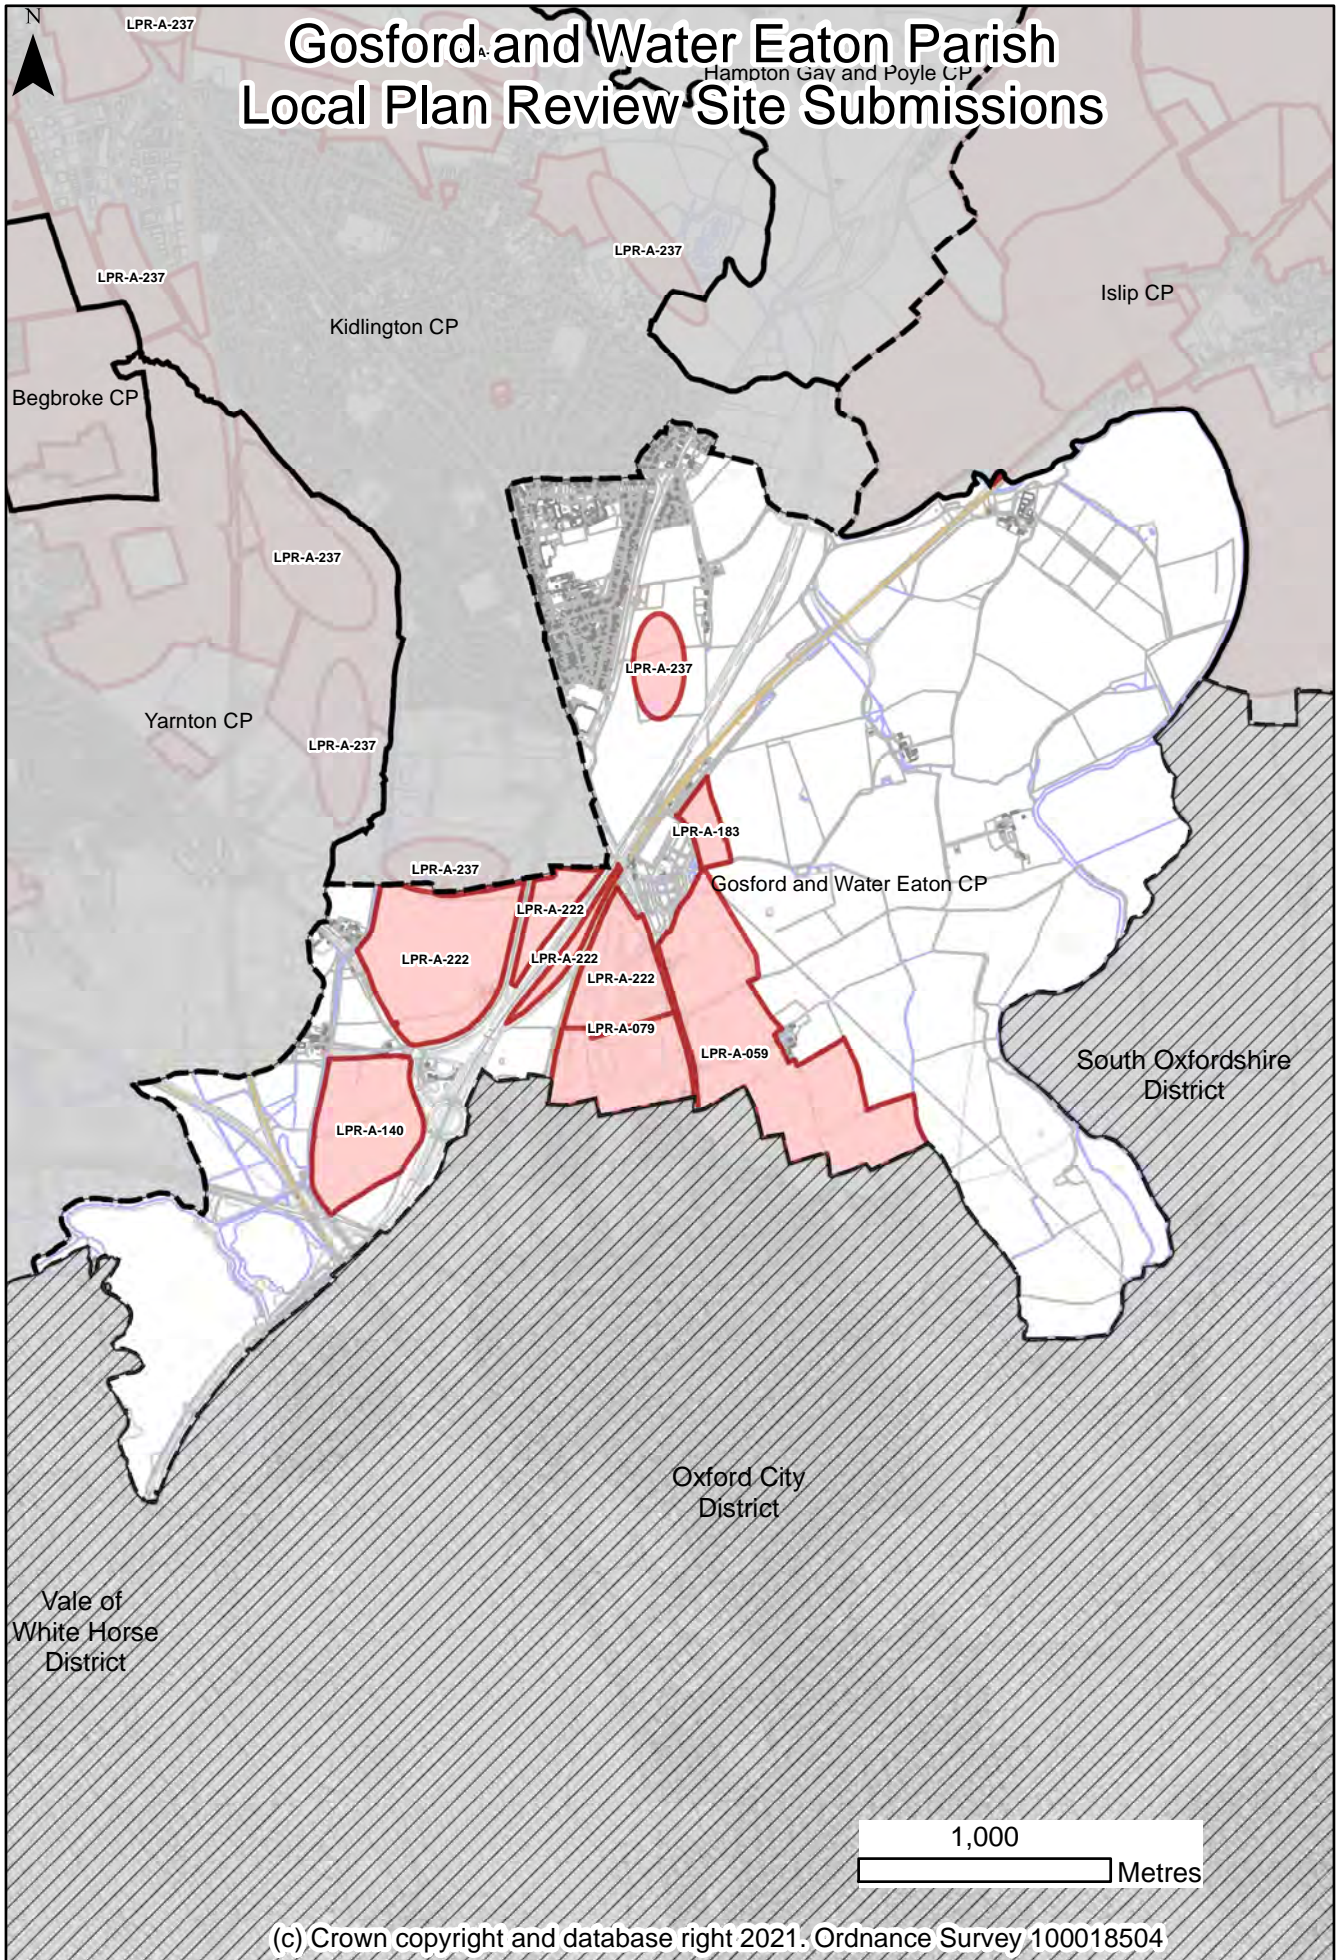 N
LPR-A-237
Gosford and Water Eaton Parish
Hampton Gay and Poyle CP
Local Plan Review Site Submissions
LPR-A-237
LPR-A-237
Islip CP
Kidlington CP
Begbroke CP
LPR-A-237
LPR-A-237
Yarnton CP
LPR-A-237
LPR-A-183
LPR-A-237
Gosford and Water Eaton CP
LPR-A-222
LPR-A-222
LPR-A-222
LPR-A-222
LPR-A-079
LPR-A-059
South Oxfordshire
District
LPR-A-140
Oxford City
District
Vale of
White Horse
District
1,000
Metres
(c) Crown copyright and database right 2021. Ordnance Survey 100018504